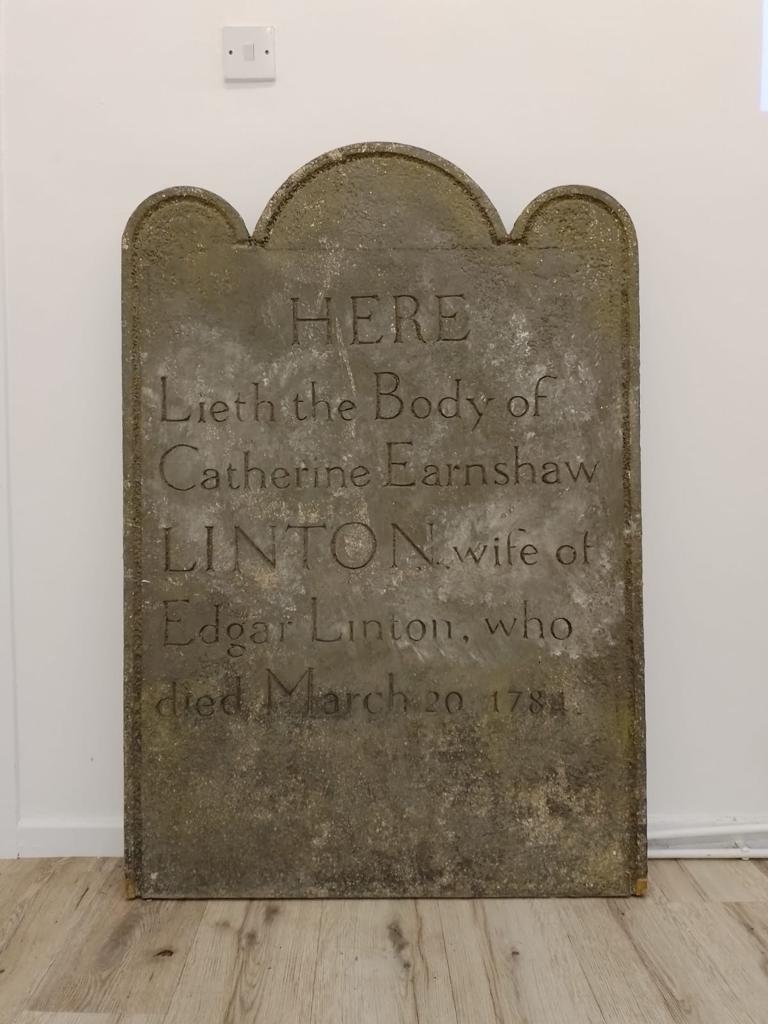 HERE
Lieth the Body of
Catherine Earnshaw
LINTON wife of
Edgar Linton, who
died March 20 1784.